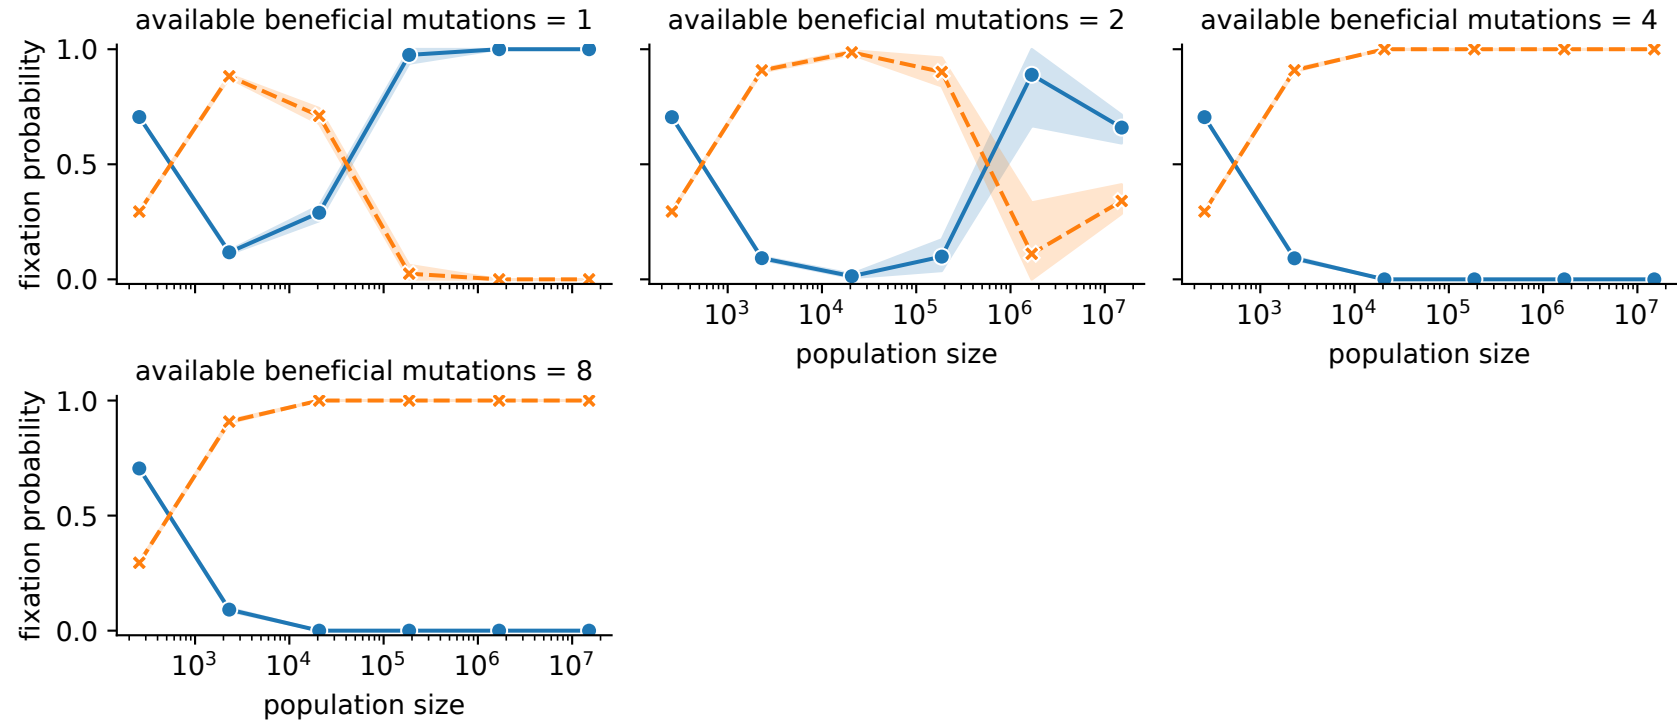 available beneficial mutations = 1
available beneficial mutations = 2
available beneficial mutations = 4
fixation probability
1.0
0.5
0.0
10³ 10⁴ 10⁵ 10⁶ 10⁷
population size
10³ 10⁴ 10⁵ 10⁶ 10⁷
population size
available beneficial mutations = 8
fixation probability
1.0
0.5
0.0
10³ 10⁴ 10⁵ 10⁶ 10⁷
population size